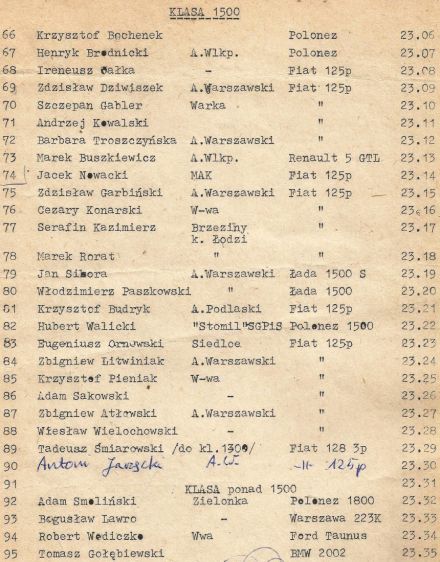 KLASA 1500
66 Krzysztof Bochenek Polonez 23.06
67 Henryk Brodnicki A.Wlkp. Polonez 23.07
68 Ireneusz Całka - Fiat 125p 23.08
69 Zdzisław Dziwiszek A.Warszawski Fiat 125p 23.09
70 Szczepan Gabler Warka " 23.10
71 Andrzej Kowalski " 23.11
72 Barbara Troszczyńska A.Warszawski " 23.12
73 Marek Buszkiewicz A.Wlkp. Renault 5 GTL 23.13
74 Jacek Nowacki MAK Fiat 125p 23.14
75 Zdzisław Garbiński A.Warszawski Fiat 125p 23.15
76 Cezary Konarski W-wa " 23.16
77 Serafin Kazimierz Brzeziny " 23.17
k. Łodzi
78 Marek Rorat " " 23.18
79 Jan Sikora A.Warszawski Łada 1500 S 23.19
80 Włodzimierz Paszkowski " Łada 1500 23.20
81 Krzysztof Budryk A.Podlaski Fiat 125p 23.21
82 Hubert Walicki "Stomil"SGPiS Polonez 1500 23.22
83 Eugeniusz Siedlce Fiat 125p 23.23
84 Zbigniew Litwiniak A.Warszawski " 23.24
85 Krzysztof Pieniak W-wa " 23.25
86 Adam Sakowski - " 23.26
87 Zbigniew Atłowski A.Warszawski " 23.27
88 Wiesław Wielochowski - " 23.28
89 Tadeusz Śmiarowski /do kl.1300/ Fiat 128 3p 23.29
90 Antoni A.W. -11- 125p 23.30
91 23.31
KLASA ponad 1500
92 Adam Smoliński Zielonka Polonez 1800 23.32
93 Bogusław Lawro - Warszawa 223K 23.33
94 Robert Wodiczko Wwa Ford Taunus 23.34
95 Tomasz Gołębiewski BMW 2002 23.35